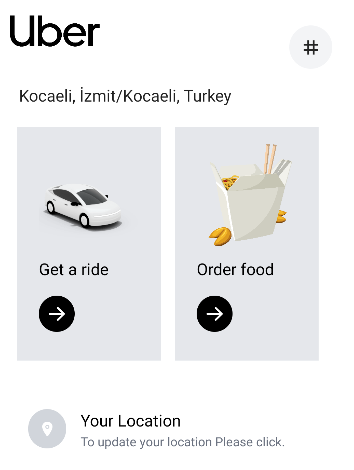 Uber
#
Kocaeli, İzmit/Kocaeli, Turkey
Get a ride
Order food
Your Location
To update your location Please click.